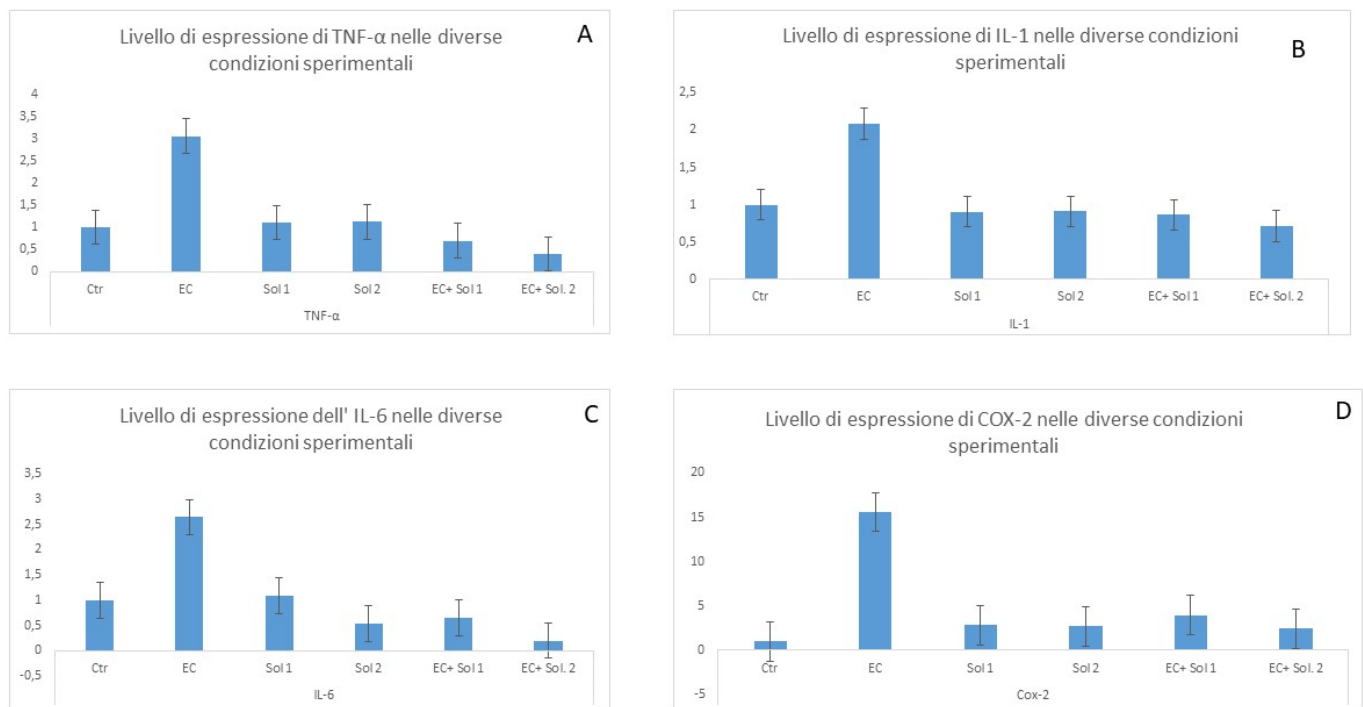 Livello di espressione di TNF-α nelle diverse
condizioni sperimentali
A
4
3,5
3
2,5
2
1,5
1
0,5
0
Ctr EC Sol 1 Sol 2 EC+ Sol 1 EC+ Sol. 2
TNF-α
Livello di espressione di IL-1 nelle diverse condizioni
sperimentali
B
2,5
2
1,5
1
0,5
0
Ctr EC Sol 1 Sol 2 EC+ Sol 1 EC+ Sol. 2
IL-1
Livello di espressione dell' IL-6 nelle diverse
condizioni sperimentali
C
3,5
3
2,5
2
1,5
1
0,5
0
-0,5
Ctr EC Sol 1 Sol 2 EC+ Sol 1 EC+ Sol. 2
IL-6
Livello di espressione di COX-2 nelle diverse condizioni
sperimentali
D
20
15
10
5
0
-5
Ctr EC Sol 1 Sol 2 EC+ Sol 1 EC+ Sol. 2
Cox-2